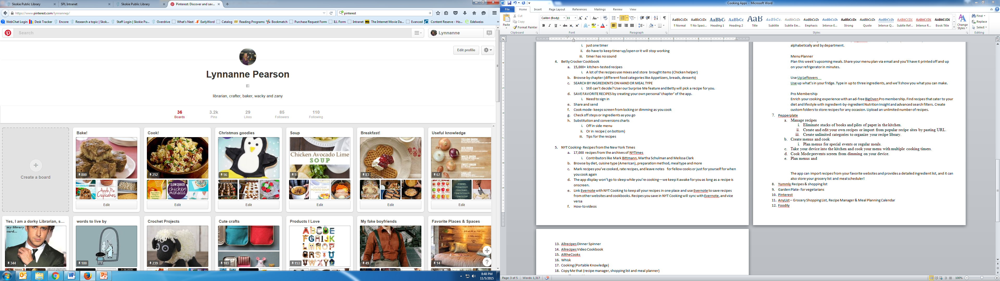 Skokie Public Library
SPL Intranet
Skokie Public Library
Pinterest: Discover and sav...
https://www.pinterest.com/lynnannep/
pinterest
WebChat Login
Desk Tracker
Encore
Research a topic | Skok...
Staff Login | Skokie Pu...
Overdrive
What's Next
EarlyWord
Catalog
Reading Programs
Bookmatch
Purchase Request Form
ILL Form
Intranet
The Internet Movie Da...
Evanced
Content Reserve - Ho...
Edelweiss
Search
Lynnanne
Edit profile
Lynnanne Pearson
librarian, crafter, baker, wacky and zany
36 3.2k 29 85 110
Boards Pins Likes Followers Following
Create a board
Bake!
800
HOT CHOCOLATE COOKIES
Apple Pie Cupcakes
Edit
Cook!
252
SLOW COOKER chicken marsala
Edit
Christmas goodies
56
Edit
Soup
Chicken Avocado Lime
SOUP
5
POTATO SOUP
Edit
Breakfast!
83
Edit
Useful knowledge
YELLOW ONION
RED ONION
WHITE ONION
SWEET ONION
SHALLOT
67
Edit
Yes, I am a dorky Librarian, s...
my library
card...
344
words to live by
180
Crochet Projects
239
Cute crafts
103
Products I Love
153
My fake boyfriends
49
Favorite Places & Spaces
14
8:48 PM
11/5/2015
Cooking Apps - Microsoft Word
File Home Insert Page Layout References Mailings Review View
Paste
Cut
Copy
Format Painter
Clipboard
Calibri (Body) 11
Font
Paragraph
AaBbCcDc ¶ Normal
AaBbCcDc ¶ No Spaci...
AaBbC Heading 1
AaBbCc Heading 2
AaB Title
AaBbCc. Subtitle
AaBbCcDc Subtle Em...
AaBbCcDc Emphasis
AaBbCcDc Intense E...
AaBbCcDc Strong
AaBbCcDc Quote
AaBbCcDc Intense Q...
AABBCCDD Subtle Ref...
AABBCCDD Intense R...
AABBCCDD Book Title
Styles
Change Styles
Find
Replace
Select
Editing
i. just one timer
ii. do have to keep timer up/open or it will stop working
iii. timer has no sound
4. Betty Crocker Cookbook
a. 15,000+ kitchen-tested recipes
i. A lot of the recipes use mixes and store brought items (Chicken helper)
b. Browse by chapter (different food categories like Appetizers, breads, desserts)
c. SEARCH BY INGREDIENTS ON HAND OR MEAL TYPE
i. Still can't decide? User our Surprise Me feature and Betty will pick a recipe for you.
d. SAVE FAVORITE RECIPES by creating your own personal 'chapter' of the app.
i. Need to sign in
e. Share and send
f. Cook mode- keeps screen from locking or dimming as you cook
g. Check off steps or ingredients as you go
h. Substitution and conversions charts
i. Off in side menu
ii. Or in recipe ( on bottom)
iii. Tips for the recipes
5. NYT Cooking- Recipes from the New York Times
a. 17,000 recipes from the archives of NYTimes
i. Contributors like Mark Bittmann, Martha Schulman and Melissa Clark
b. Browse by diet, cuisine type (American), preparation method, meal type and more
c. Mark recipes you've cooked, rate recipes, and leave notes for fellow cooks or just for yourself for when
you cook again
d. The app display won't go to sleep while you're cooking—we keep it awake for you as long as a recipe is
onscreen.
e. Link Evernote with NYT Cooking to keep all your recipes in one place and use Evernote to save recipes
from other websites and cookbooks. Recipes you save in NYT Cooking will sync with Evernote, and vice
versa
f. How-to videos
alphabetically and by department.
Menu Planner
Plan this week's upcoming meals. Share your menu plan via email and you'll have it printed off and up
on your refrigerator in minutes.
Use Up Leftovers
Use up what's in your fridge. Type in up to three ingredients, and we'll show you what you can make.
Pro Membership
Enrich your cooking experience with an ad-free BigOven Pro membership. Find recipes that cater to your
diet and lifestyle with ingredient-by-ingredient Nutrition Insight and advanced search filters. Create
custom folders to store recipes for any occasion. Upload an unlimited number of recipes.
7. Pepperplate
a. Manage recipes
i. Eliminate stacks of books and piles of paper in the kitchen.
ii. Create and edit your own recipes or import from popular recipe sites by pasting URL.
iii. Create unlimited categories to organize your recipe library.
b. Create menus and cook
i. Plan menus for special events or regular meals.
c. Take your device into the kitchen and cook your menu with multiple cooking timers.
d. Cook Mode prevents screen from dimming on your device.
e. Plan menus and
The app can import recipes from your favorite websites and provides a detailed ingredient list, and it can
also store your grocery list and meal scheduler!
8. Yummly Recipes & shopping list
9. Garden Plate- for vegetarians
10. Pinterest
11. AnyList – Grocery Shopping List, Recipe Manager & Meal Planning Calendar
12. Foodily
13. Allrecipes Dinner Spinner
14. Allrecipes Video Cookbook
15. AlltheCooks
16. Whisk
17. Cooking (Portable Knowledge)
18. Copy Me that (recipe manager, shopping list and meal planner)
Page: 3 of 5
Words: 1,317
100%